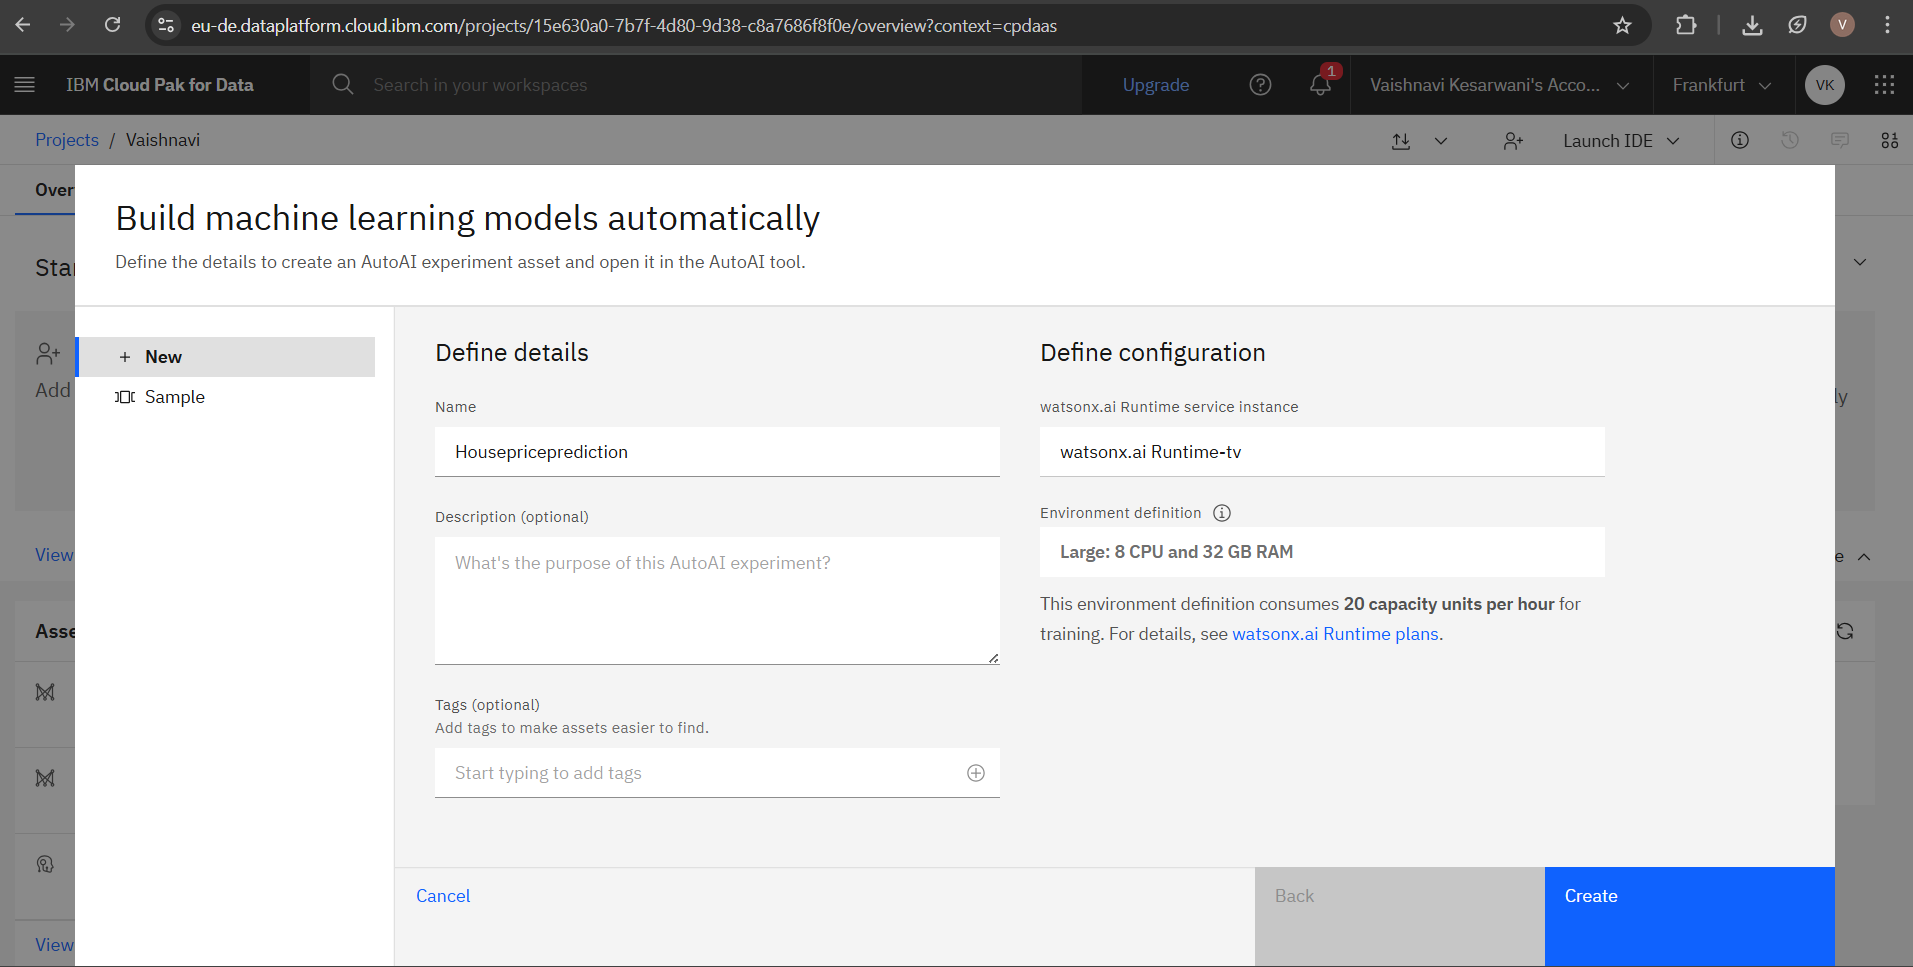 eu-de.dataplatform.cloud.ibm.com/projects/15e630a0-7b7f-4d80-9d38-c8a7686f8f0e/overview?context=cpdaas
V
IBM Cloud Pak for Data
Search in your workspaces
Upgrade
1
Vaishnavi Kesarwani's Acco...
Frankfurt
VK
Projects / Vaishnavi
Launch IDE
Over
Build machine learning models automatically
Define the details to create an AutoAI experiment asset and open it in the AutoAI tool.
Star
Add
ly
View
e
Asse
View
+ New
Sample
Define details
Name
Housepriceprediction
Description (optional)
What's the purpose of this AutoAI experiment?
Tags (optional)
Add tags to make assets easier to find.
Start typing to add tags
Define configuration
watsonx.ai Runtime service instance
watsonx.ai Runtime-tv
Environment definition
Large: 8 CPU and 32 GB RAM
This environment definition consumes 20 capacity units per hour for
training. For details, see watsonx.ai Runtime plans.
Cancel
Back
Create